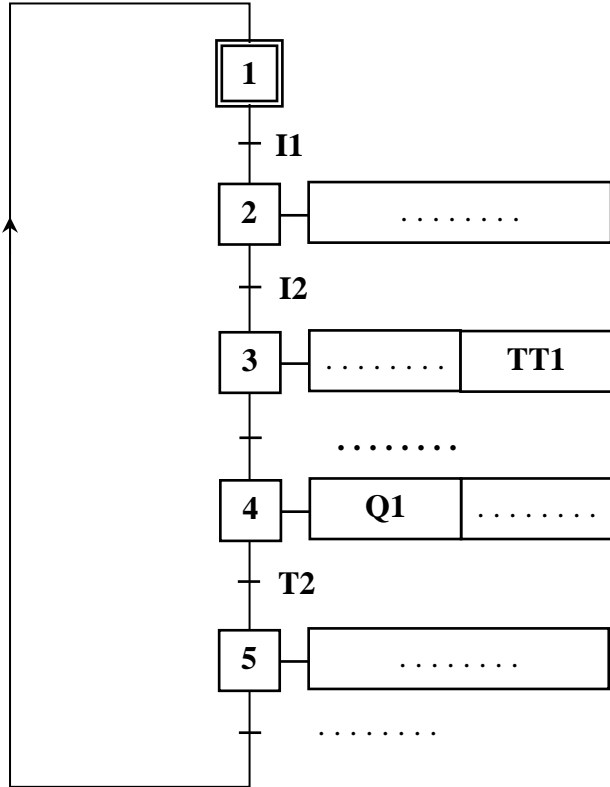 1
I1
2 . . . . . . . .
I2
3 . . . . . . . . TT1
. . . . . . . .
4 Q1 . . . . . . . .
T2
5 . . . . . . . .
. . . . . . . .